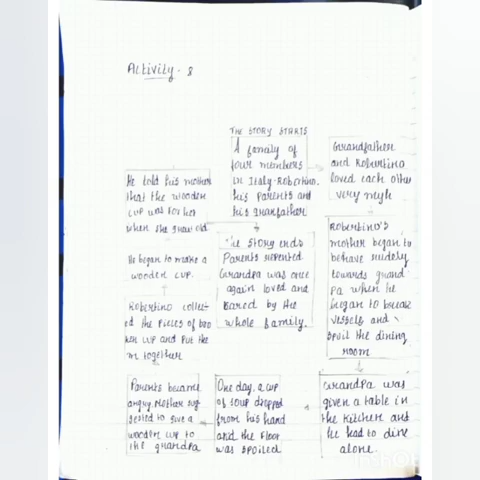 Activity - 8
THE STORY STARTS
A family of
four members
in Italy-Robertino.
his parents and
his Granfather
Grandfather
and Robertino
loved each other
very much
ROBERTINO'S
mother began to
behave rudely
towards grand
pa when he
began to break
vessels and
spoil the dining
room
Grandpa was
given a table in
the kitchen and
he had to dine
alone.
One day, a cup
of soup dropped
from his hand
and the floor
was spoiled
Parents became
angry. Mother sug
gested to give a
wooden cup to
the grandpa
Robertino collect-
ed the pieces of bro
ken cup and put the
m together
He began to make a
wooden cup.
He told his mother
that the wooden
cup was for her
when she grow old
The story ends
Parents repented
Grandpa was once
again loved and
cared by the
whole family.